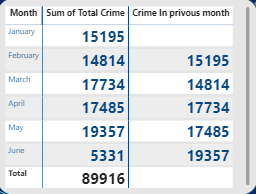 Month Sum of Total Crime Crime In privous month
January 15195
February 14814 15195
March 17734 14814
April 17485 17734
May 19357 17485
June 5331 19357
Total 89916